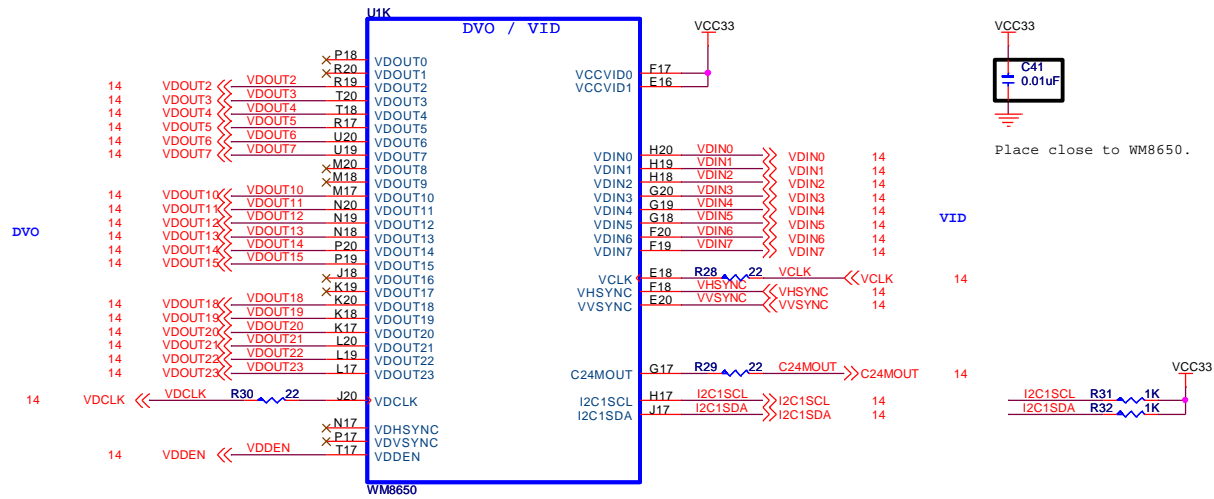 U1K
DVO / VID
VCC33
VCC33
P18 VDOUT0
R20 VDOUT1
14 VDOUT2 VDOUT2 R19 VDOUT2
14 VDOUT3 VDOUT3 T20 VDOUT3
14 VDOUT4 VDOUT4 T18 VDOUT4
14 VDOUT5 VDOUT5 R17 VDOUT5
14 VDOUT6 VDOUT6 U20 VDOUT6
14 VDOUT7 VDOUT7 U19 VDOUT7
M20 VDOUT8
M18 VDOUT9
14 VDOUT10 VDOUT10 M17 VDOUT10
14 VDOUT11 VDOUT11 N20 VDOUT11
14 VDOUT12 VDOUT12 N19 VDOUT12
14 VDOUT13 VDOUT13 N18 VDOUT13
14 VDOUT14 VDOUT14 P20 VDOUT14
14 VDOUT15 VDOUT15 P19 VDOUT15
DVO
J18 VDOUT16
K19 VDOUT17
14 VDOUT18 VDOUT18 K20 VDOUT18
14 VDOUT19 VDOUT19 K18 VDOUT19
14 VDOUT20 VDOUT20 K17 VDOUT20
14 VDOUT21 VDOUT21 L20 VDOUT21
14 VDOUT22 VDOUT22 L19 VDOUT22
14 VDOUT23 VDOUT23 L17 VDOUT23
14 VDCLK VDCLK R30 22 J20 VDCLK
N17 VDHSYNC
P17 VDVSYNC
14 VDDEN VDDEN T17 VDDEN
WM8650
VCCVID0 F17
VCCVID1 E16
VDIN0 H20 VDIN0 VDIN0 14
VDIN1 H19 VDIN1 VDIN1 14
VDIN2 H18 VDIN2 VDIN2 14
VDIN3 G20 VDIN3 VDIN3 14
VDIN4 G19 VDIN4 VDIN4 14
VDIN5 G18 VDIN5 VDIN5 14
VDIN6 F20 VDIN6 VDIN6 14
VDIN7 F19 VDIN7 VDIN7 14
VID
VCLK E18 R28 22 VCLK VCLK 14
VHSYNC F18 VHSYNC VHSYNC 14
VVSYNC E20 VVSYNC VVSYNC 14
C24MOUT G17 R29 22 C24MOUT C24MOUT 14
I2C1SCL H17 I2C1SCL I2C1SCL 14
I2C1SDA J17 I2C1SDA I2C1SDA 14
C41
0.01uF
Place close to WM8650.
VCC33
I2C1SCL R31 1K
I2C1SDA R32 1K